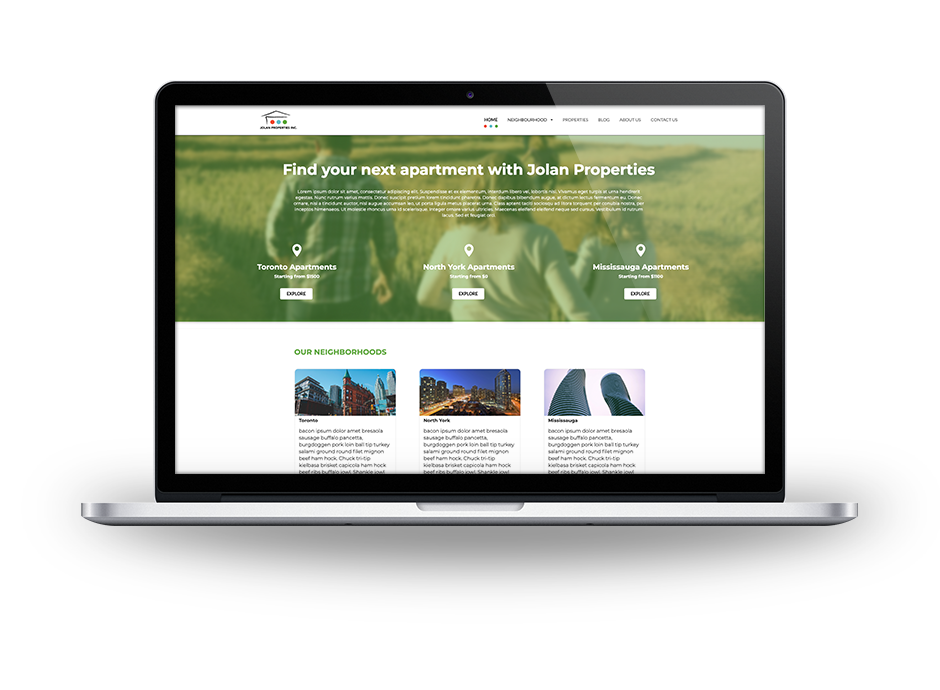 JOLAN PROPERTIES INC.
HOME NEIGHBOURHOOD PROPERTIES BLOG ABOUT US CONTACT US
Find your next apartment with Jolan Properties
Lorem ipsum dolor sit amet, consectetur adipiscing elit. Suspendisse et ex elementum, interdum libero vel, lobortis nisi. Vivamus eget turpis at urna hendrerit
egestas. Nunc rutrum varius mattis. Donec suscipit pretium lorem tincidunt pharetra. Donec dapibus bibendum augue, at dictum lectus fermentum eu. Donec
ornare, nisl a tincidunt auctor, nisl augue accumsan leo, ut porta ligula metus placerat urna. Class aptent taciti sociosqu ad litora torquent per conubia nostra, per
inceptos himenaeos. Ut molestie rhoncus urna id scelerisque. Integer ornare varius ultricies. Maecenas eleifend eleifend neque sed cursus. Vestibulum id rutrum
lacus. Sed et feugiat orci.
Toronto Apartments
Starting from $1500
EXPLORE
North York Apartments
Starting from $0
EXPLORE
Mississauga Apartments
Starting from $1109
EXPLORE
OUR NEIGHBORHOODS
Toronto
bacon ipsum dolor amet bresaola
sausage buffalo pancetta,
burgdoggen pork loin ball tip turkey
salami ground round filet mignon
beef ham hock. Chuck tri-tip
kielbasa brisket capicola ham hock
beef ribs buffalo jowl. Shankle jowl
North York
bacon ipsum dolor amet bresaola
sausage buffalo pancetta,
burgdoggen pork loin ball tip turkey
salami ground round filet mignon
beef ham hock. Chuck tri-tip
kielbasa brisket capicola ham hock
beef ribs buffalo jowl. Shankle jowl
Mississauga
bacon ipsum dolor amet bresaola
sausage buffalo pancetta,
burgdoggen pork loin ball tip turkey
salami ground round filet mignon
beef ham hock. Chuck tri-tip
kielbasa brisket capicola ham hock
beef ribs buffalo jowl. Shankle jowl